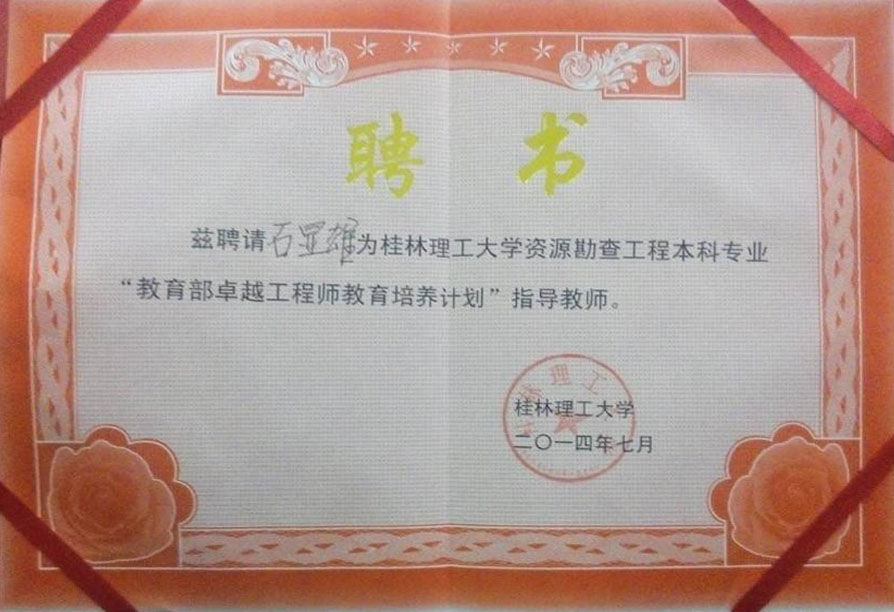 聘书
兹聘请石显雄为桂林理工大学资源勘查工程本科专业
“教育部卓越工程师教育培养计划”指导教师。
桂林理工大学
二〇一四年七月